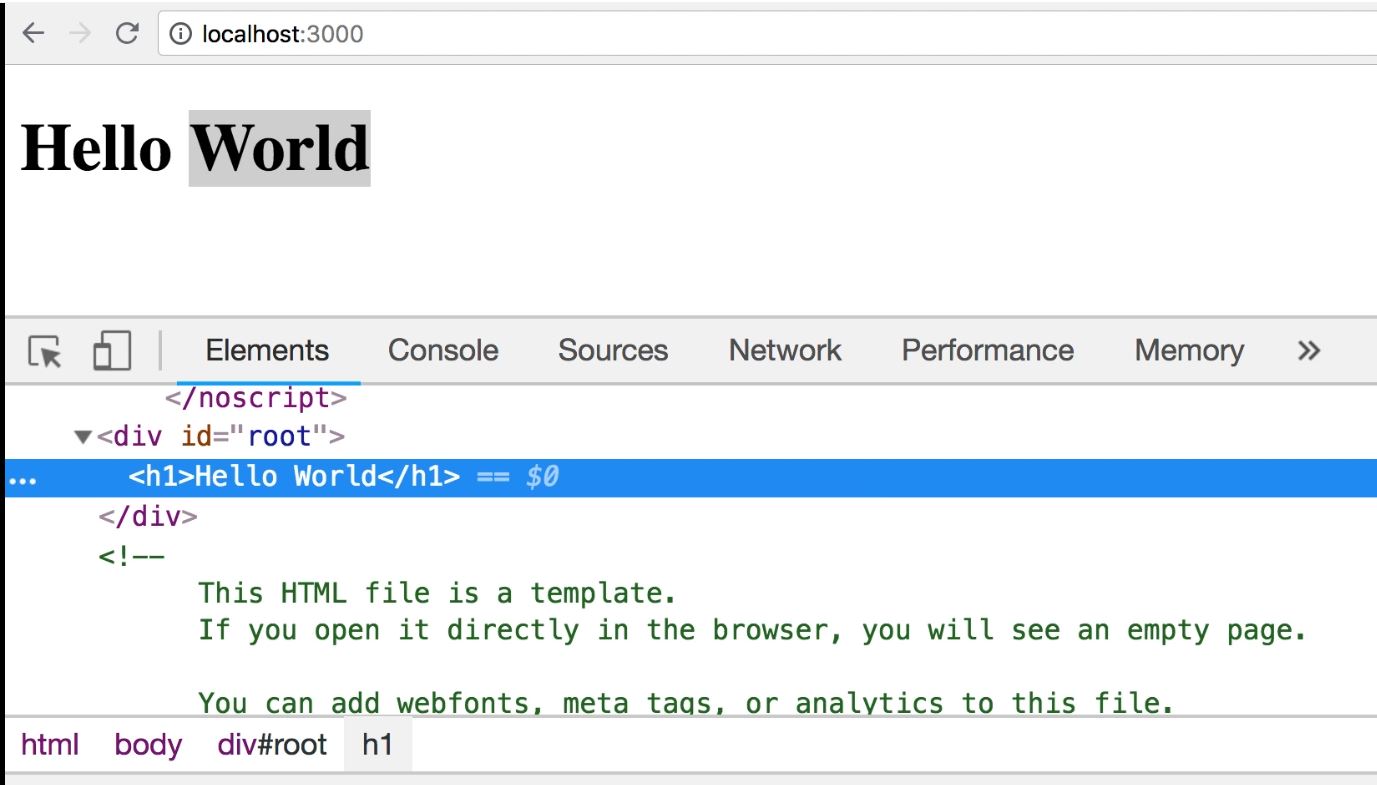 localhost:3000
Hello World
Elements Console Sources Network Performance Memory »
</noscript>
▼<div id="root">
... <h1>Hello World</h1> == $0
</div>
<!--
This HTML file is a template.
If you open it directly in the browser, you will see an empty page.
You can add webfonts, meta tags, or analytics to this file.
html body div#root h1